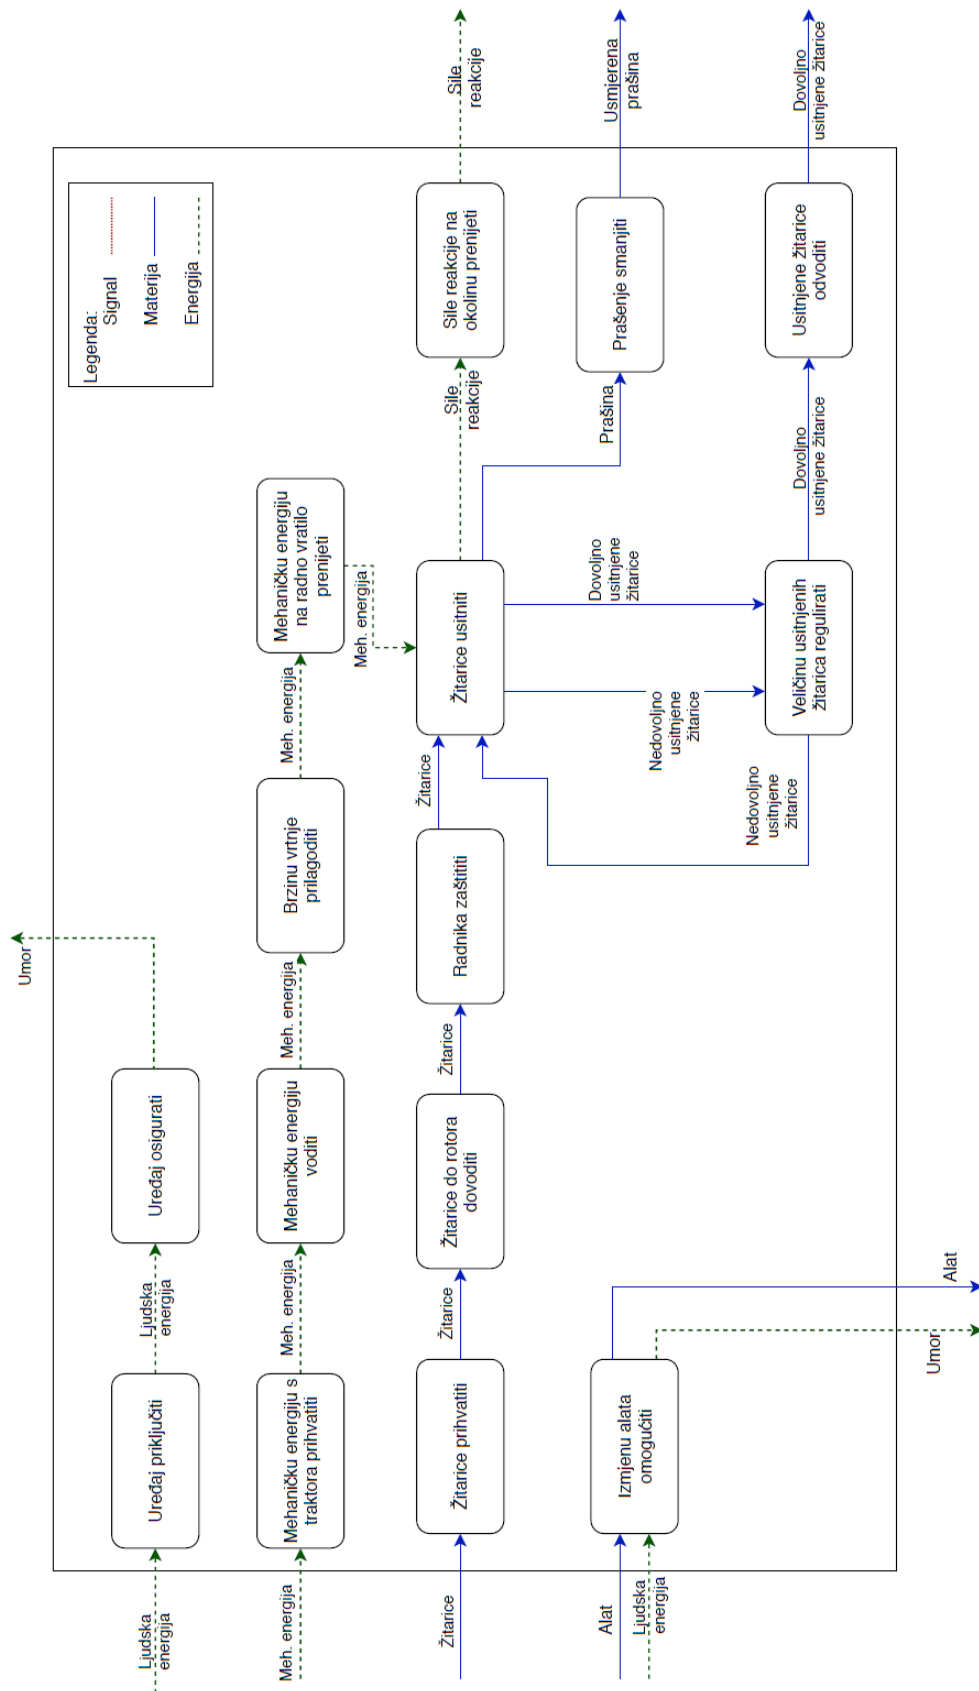 Legenda:
Signal
Materija
Energija
Ljudska
energija
Uređaj priključiti
Ljudska
energija
Uređaj osigurati
Umor
Meh. energija
Mehaničku energiju s
traktora prihvatiti
Meh. energija
Mehaničku energiju
voditi
Meh. energija
Brzinu vrtnje
prilagoditi
Meh. energija
Mehaničku energiju
na radno vratilo
prenijeti
Meh. energija
Žitarice
Žitarice prihvatiti
Žitarice
Žitarice do rotora
dovoditi
Žitarice
Radnika zaštititi
Žitarice
Žitarice usitniti
Sile
reakcije
Sile reakcije na
okolinu prenijeti
Sile
reakcije
Prašina
Prašenje smanjiti
Usmjerena
prašina
Nedovoljno
usitnjene
žitarice
Dovoljno
usitnjene
žitarice
Nedovoljno
usitnjene
žitarice
Veličinu usitnjenih
žitarica regulirati
Dovoljno
usitnjene žitarice
Usitnjene žitarice
odvoditi
Dovoljno
usitnjene žitarice
Alat
Ljudska
energija
Izmjenu alata
omogućiti
Umor
Alat